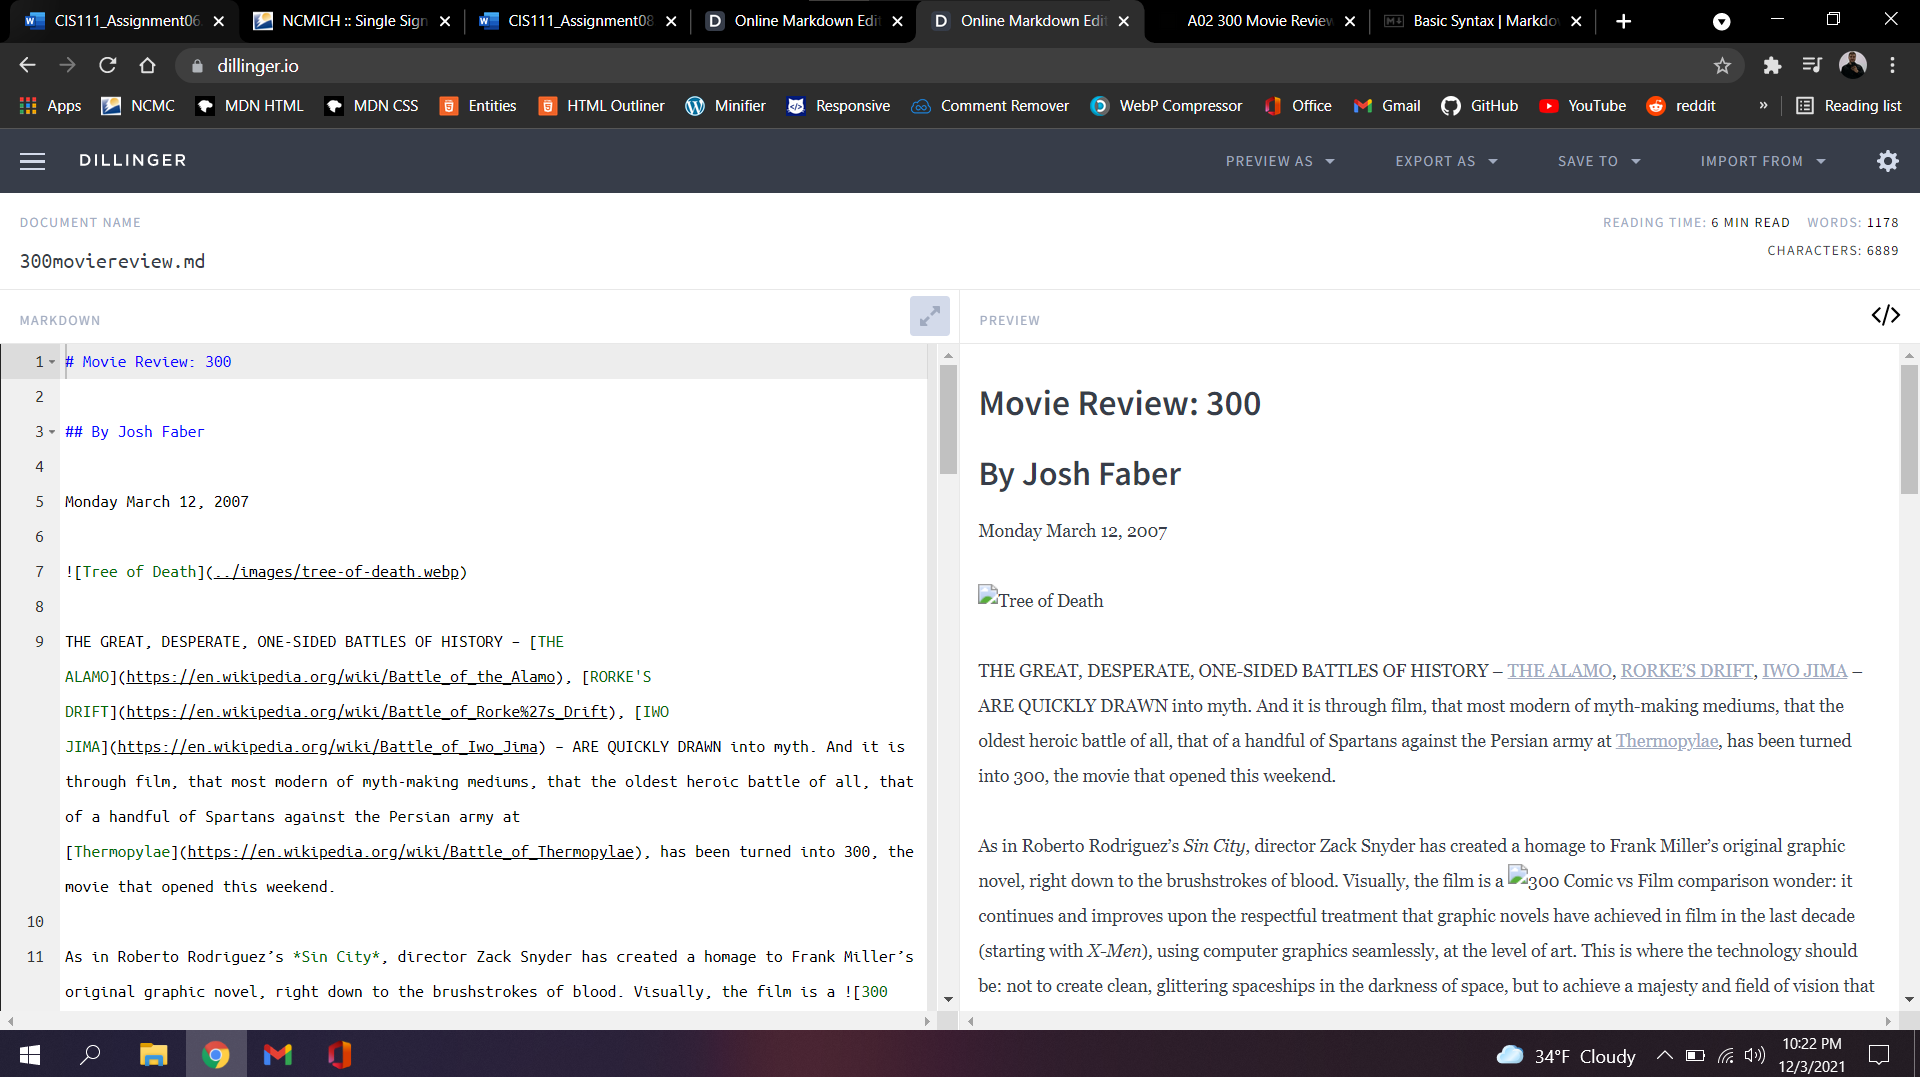 CIS111_Assignment06.
NCMICH :: Single Sign
CIS111_Assignment08
Online Markdown Edit
Online Markdown Edit
A02 300 Movie Review
Basic Syntax | Markdo
dillinger.io
Apps
NCMC
MDN HTML
MDN CSS
Entities
HTML Outliner
Minifier
Responsive
Comment Remover
WebP Compressor
Office
Gmail
GitHub
YouTube
reddit
»
Reading list
DILLINGER
PREVIEW AS
EXPORT AS
SAVE TO
IMPORT FROM
DOCUMENT NAME
300moviereview.md
READING TIME: 6 MIN READ WORDS: 1178
CHARACTERS: 6889
MARKDOWN
1 # Movie Review: 300
2
3 ## By Josh Faber
4
5 Monday March 12, 2007
6
7 ![Tree of Death](../images/tree-of-death.webp)
8
9 THE GREAT, DESPERATE, ONE-SIDED BATTLES OF HISTORY – [THE
ALAMO](https://en.wikipedia.org/wiki/Battle_of_the_Alamo), [RORKE'S
DRIFT](https://en.wikipedia.org/wiki/Battle_of_Rorke%27s_Drift), [IWO
JIMA](https://en.wikipedia.org/wiki/Battle_of_Iwo_Jima) – ARE QUICKLY DRAWN into myth. And it is
through film, that most modern of myth-making mediums, that the oldest heroic battle of all, that
of a handful of Spartans against the Persian army at
[Thermopylae](https://en.wikipedia.org/wiki/Battle_of_Thermopylae), has been turned into 300, the
movie that opened this weekend.
10
11 As in Roberto Rodriguez’s *Sin City*, director Zack Snyder has created a homage to Frank Miller’s
original graphic novel, right down to the brushstrokes of blood. Visually, the film is a ![300
PREVIEW
</>
Movie Review: 300
By Josh Faber
Monday March 12, 2007
Tree of Death
THE GREAT, DESPERATE, ONE-SIDED BATTLES OF HISTORY – THE ALAMO, RORKE’S DRIFT, IWO JIMA –
ARE QUICKLY DRAWN into myth. And it is through film, that most modern of myth-making mediums, that the
oldest heroic battle of all, that of a handful of Spartans against the Persian army at Thermopylae, has been turned
into 300, the movie that opened this weekend.
As in Roberto Rodriguez’s Sin City, director Zack Snyder has created a homage to Frank Miller’s original graphic
novel, right down to the brushstrokes of blood. Visually, the film is a 300 Comic vs Film comparison wonder: it
continues and improves upon the respectful treatment that graphic novels have achieved in film in the last decade
(starting with X-Men), using computer graphics seamlessly, at the level of art. This is where the technology should
be: not to create clean, glittering spaceships in the darkness of space, but to achieve a majesty and field of vision that
34°F Cloudy
10:22 PM
12/3/2021